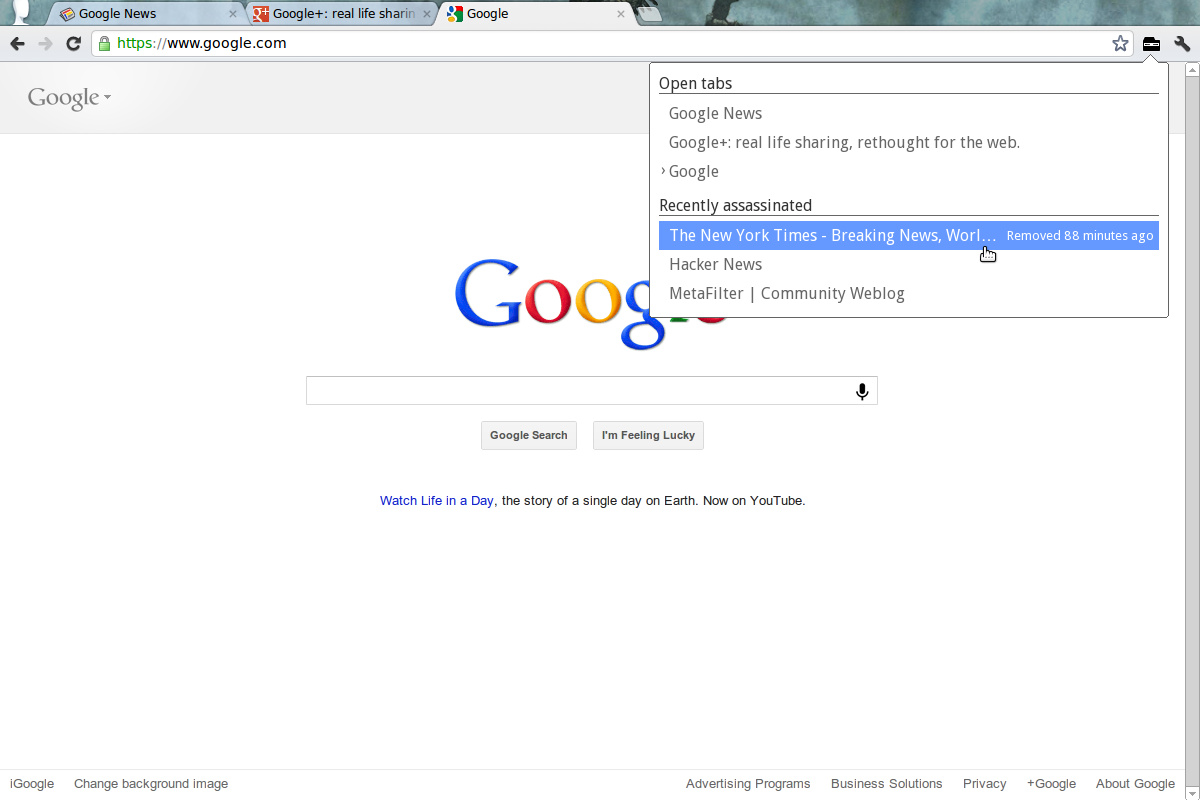 Google News
Google+: real life sharin
Google
https://www.google.com
Google
Open tabs
Google News
Google+: real life sharing, rethought for the web.
› Google
Recently assassinated
The New York Times - Breaking News, Worl… Removed 88 minutes ago
Hacker News
MetaFilter | Community Weblog
Google
Google Search
I'm Feeling Lucky
Watch Life in a Day, the story of a single day on Earth. Now on YouTube.
iGoogle
Change background image
Advertising Programs
Business Solutions
Privacy
+Google
About Google